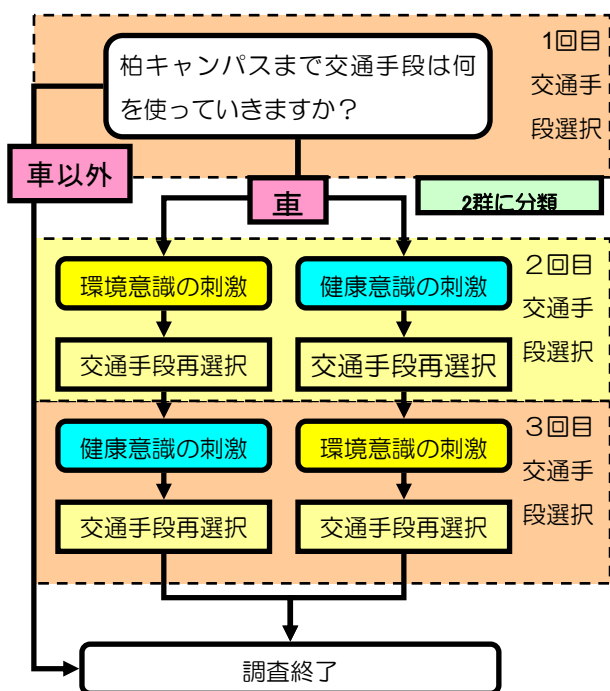 柏キャンパスまで交通手段は何
を使っていきますか？
1回目
交通手
段選択
車以外
車
2群に分類
環境意識の刺激
健康意識の刺激
２回目
交通手
段選択
交通手段再選択
交通手段再選択
健康意識の刺激
環境意識の刺激
３回目
交通手
段選択
交通手段再選択
交通手段再選択
調査終了